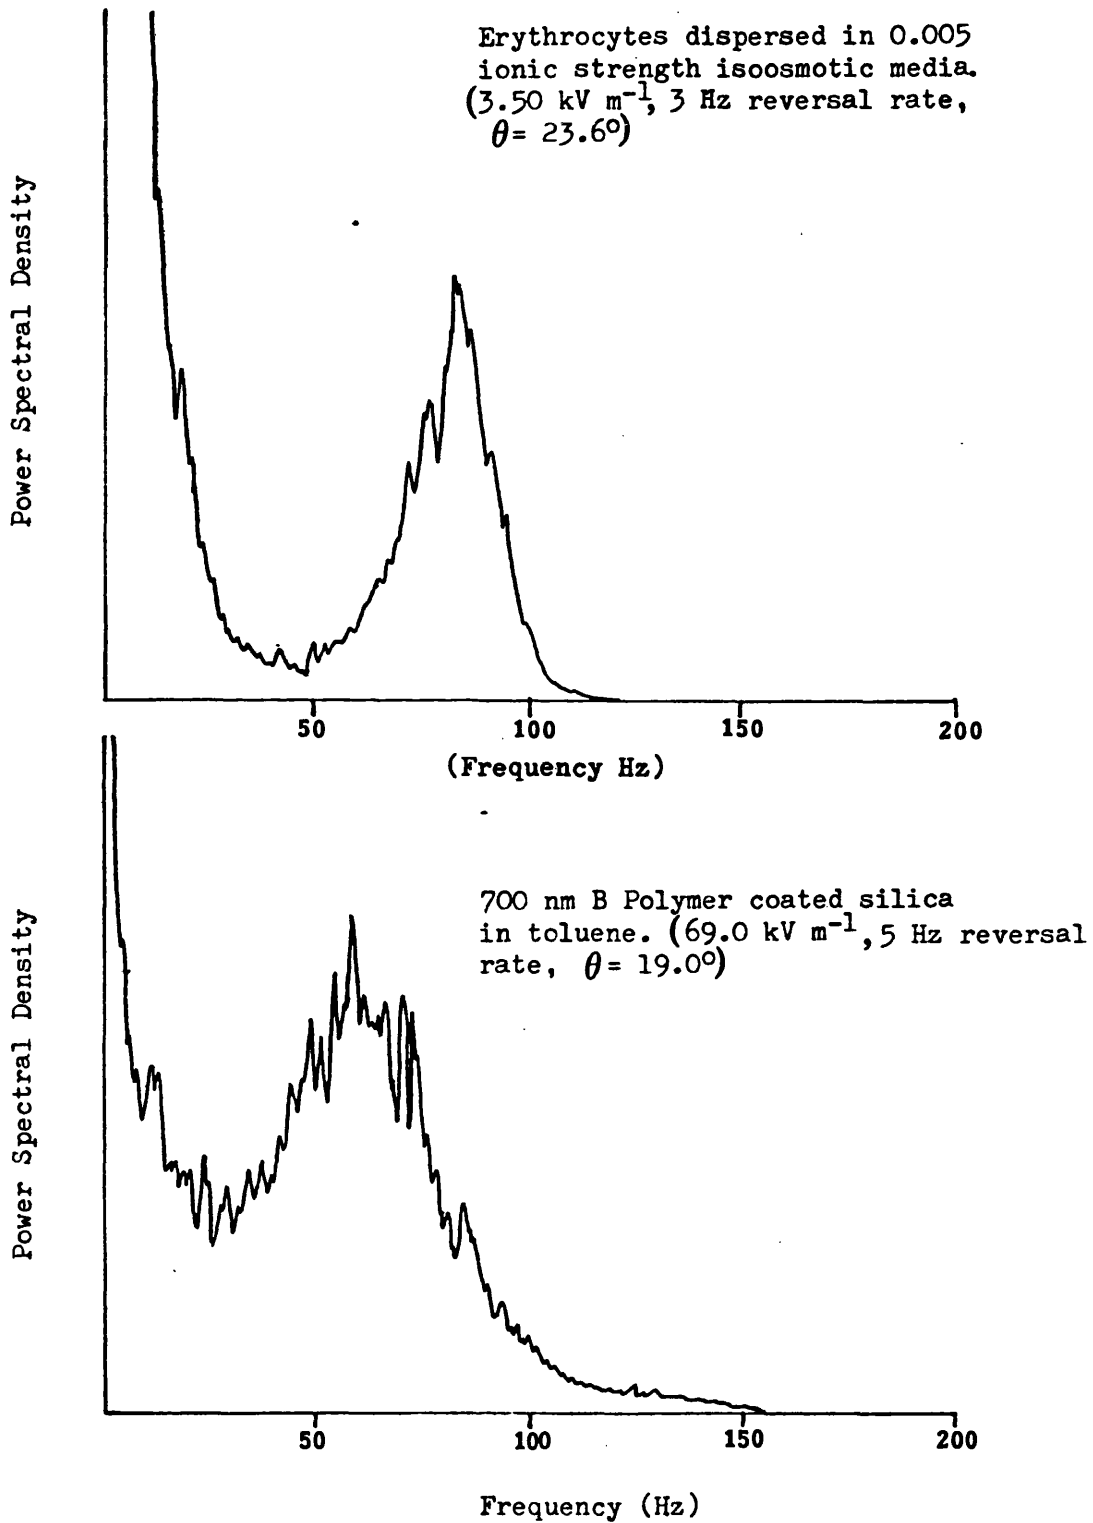 Erythrocytes dispersed in 0.005
ionic strength isoosmotic media.
(3.50 kV m⁻¹, 3 Hz reversal rate,
θ= 23.6º)
Power Spectral Density
50 100 150 200
(Frequency Hz)
700 nm B Polymer coated silica
in toluene. (69.0 kV m⁻¹, 5 Hz reversal
rate, θ= 19.0º)
Power Spectral Density
50 100 150 200
Frequency (Hz)